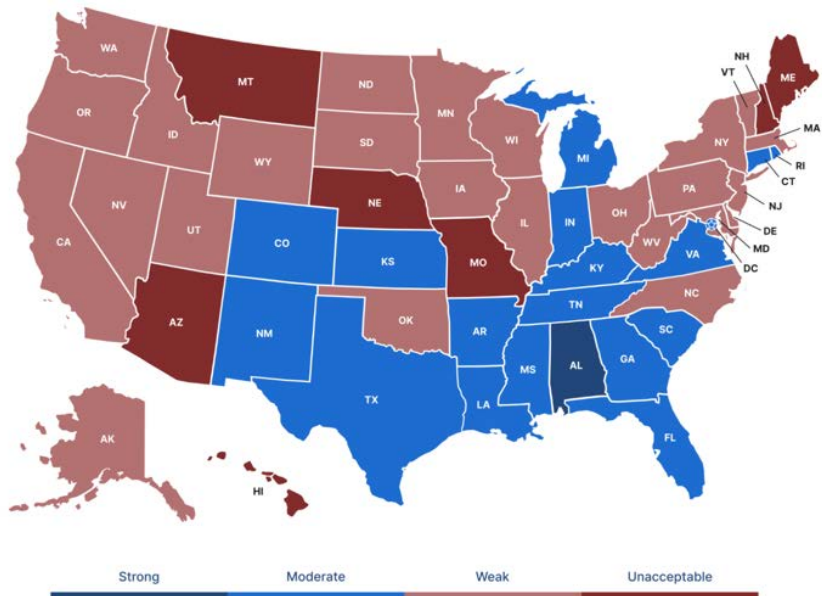 WA
MT
ND
MN
OR
ID
SD
WI
WY
MI
VT
NH
ME
NY
MA
RI
CT
NV
UT
NE
IA
PA
NJ
CA
CO
IL
IN
OH
WV
DE
MD
DC
VA
KS
MO
KY
NC
TN
AZ
NM
OK
AR
SC
TX
LA
MS
AL
GA
FL
AK
HI
Strong Moderate Weak Unacceptable